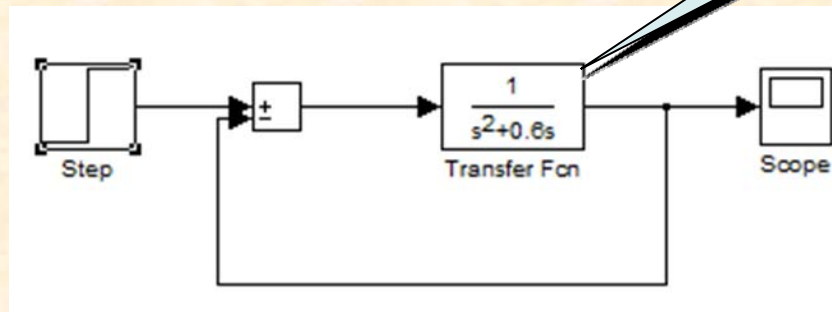 +
−
1
s²+0.6s
Step
Transfer Fcn
Scope